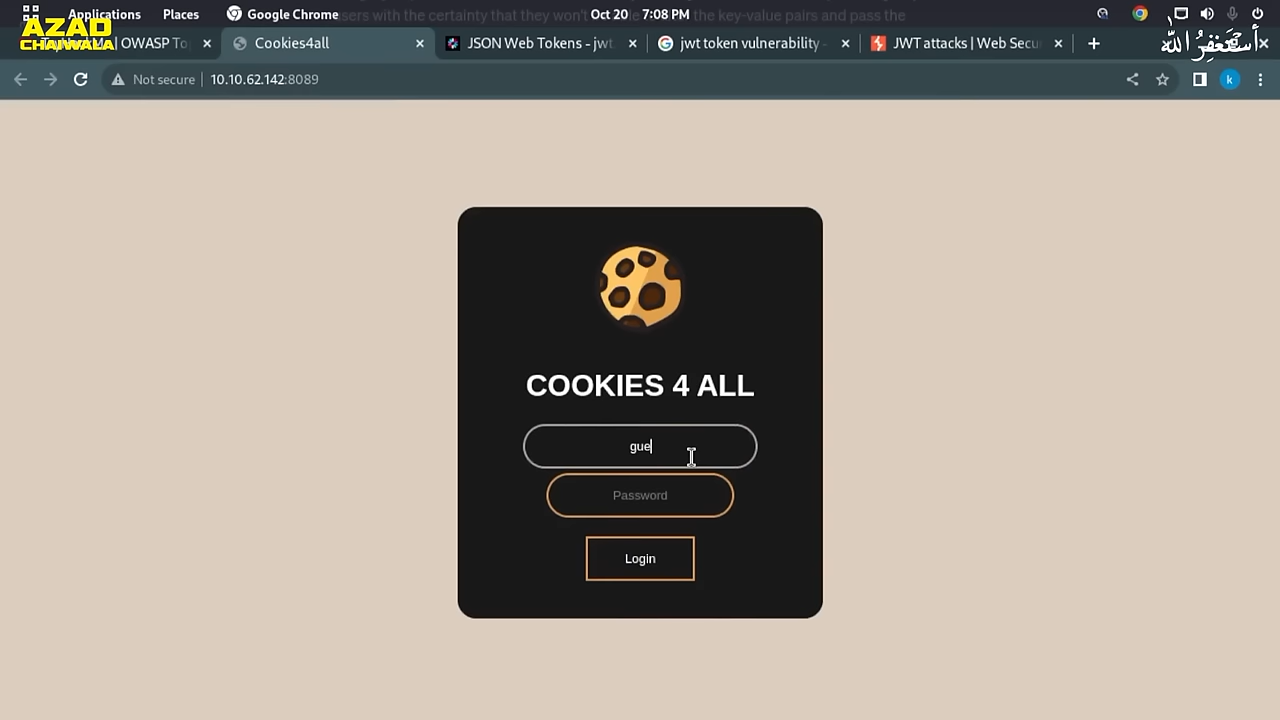 users with the certainty that they won't
the key-value pairs and pass the
Applications
Places
Google Chrome
Oct 20 7:08 PM
AZAD
CHAIWALA
| OWASP To
Cookies4all
JSON Web Tokens - jwt
jwt token vulnerability -
JWT attacks | Web Secu
أستغفر الله
Not secure
10.10.62.142:8089
k
COOKIES 4 ALL
gue
Password
Login